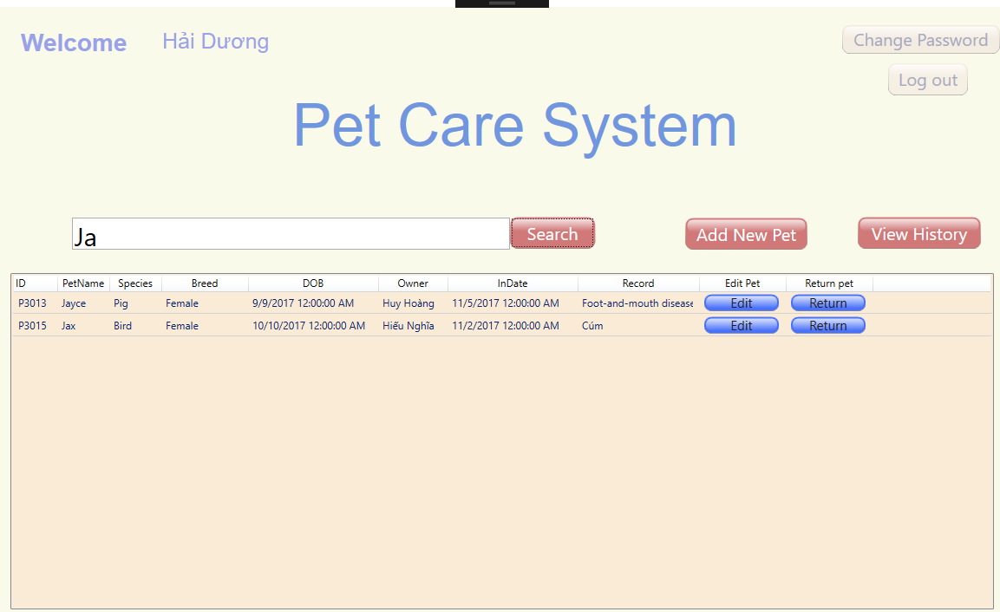 Welcome Hải Dương
Change Password
Log out
Pet Care System
Ja Search Add New Pet View History
ID PetName Species Breed DOB Owner InDate Record Edit Pet Return pet
P3013 Jayce Pig Female 9/9/2017 12:00:00 AM Huy Hoàng 11/5/2017 12:00:00 AM Foot-and-mouth disease Edit Return
P3015 Jax Bird Female 10/10/2017 12:00:00 AM Hiếu Nghĩa 11/2/2017 12:00:00 AM Cúm Edit Return